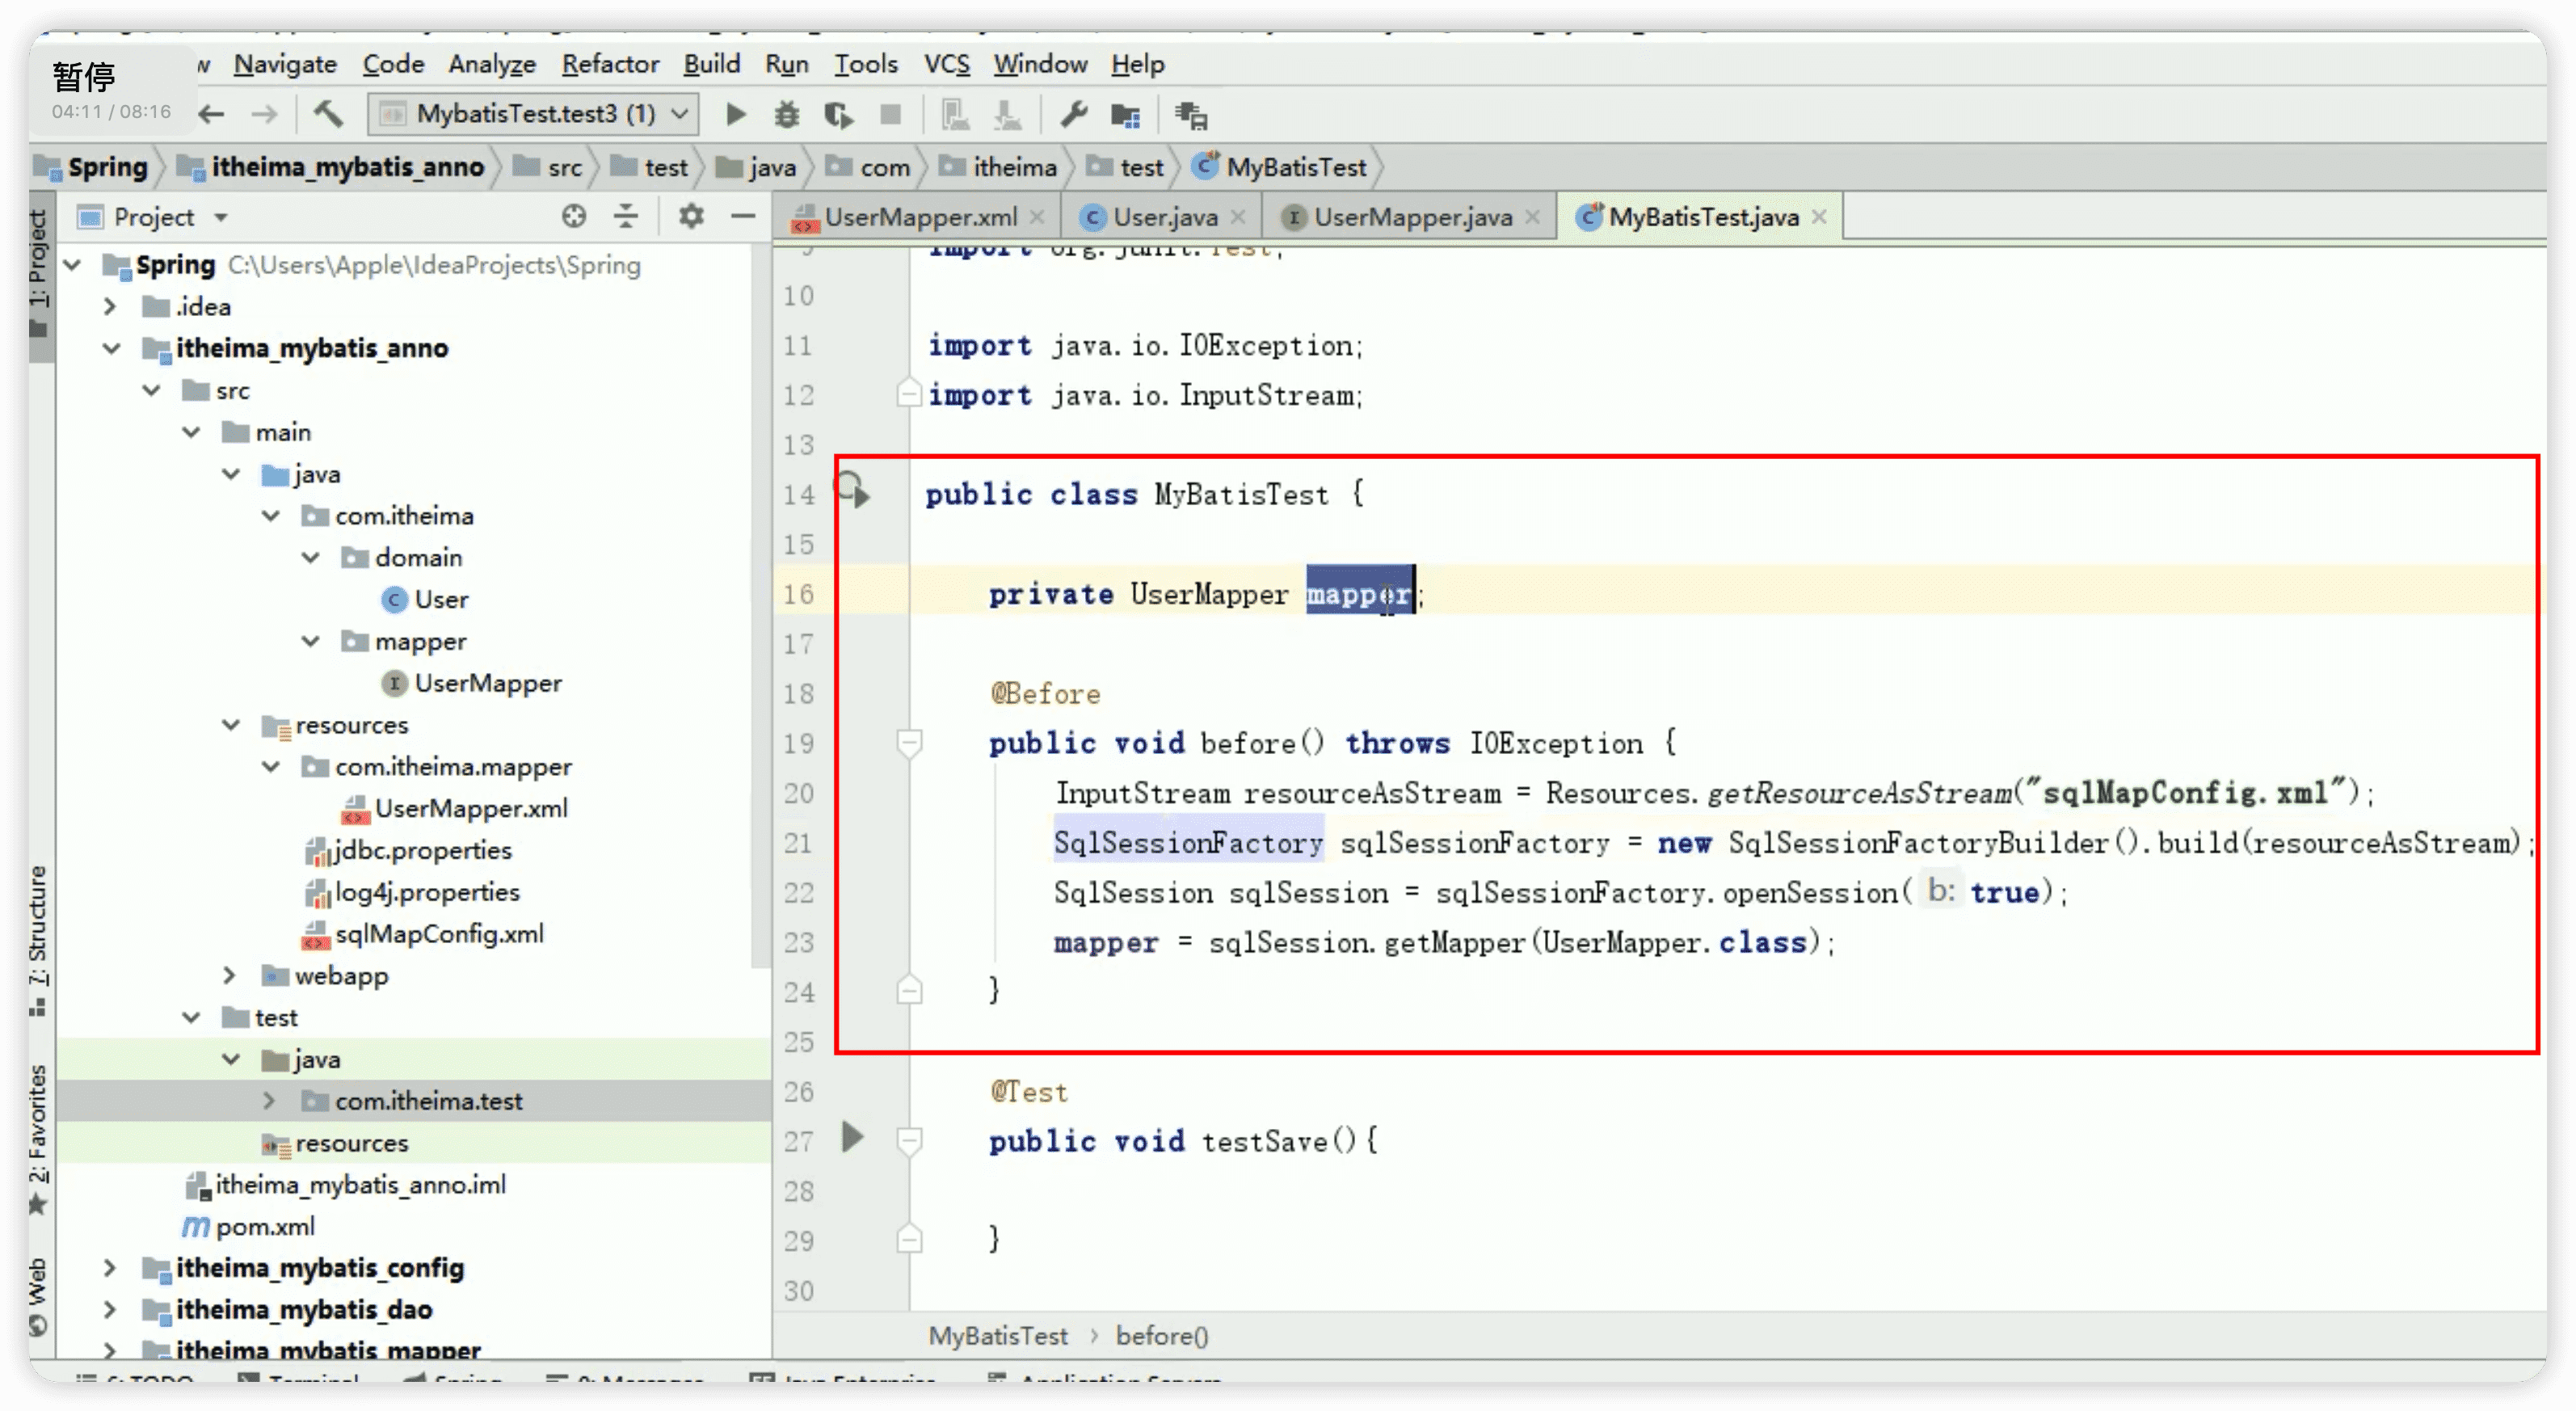 暂停
04:11 / 08:16
w Navigate Code Analyze Refactor Build Run Tools VCS Window Help
MybatisTest.test3 (1)
Spring itheima_mybatis_anno src test java com itheima test MyBatisTest
1: Project
7: Structure
2: Favorites
Web
Project
Spring C:\Users\Apple\IdeaProjects\Spring
.idea
itheima_mybatis_anno
src
main
java
com.itheima
domain
User
mapper
UserMapper
resources
com.itheima.mapper
UserMapper.xml
jdbc.properties
log4j.properties
sqlMapConfig.xml
webapp
test
java
com.itheima.test
resources
itheima_mybatis_anno.iml
pom.xml
itheima_mybatis_config
itheima_mybatis_dao
itheima_mybatis_mapper
UserMapper.xml User.java UserMapper.java MyBatisTest.java
9 import org.junit.Test;
10
11 import java.io.IOException;
12 import java.io.InputStream;
13
14 public class MyBatisTest {
15
16 private UserMapper mapper;
17
18 @Before
19 public void before() throws IOException {
20 InputStream resourceAsStream = Resources.getResourceAsStream("sqlMapConfig.xml");
21 SqlSessionFactory sqlSessionFactory = new SqlSessionFactoryBuilder().build(resourceAsStream);
22 SqlSession sqlSession = sqlSessionFactory.openSession( b: true);
23 mapper = sqlSession.getMapper(UserMapper.class);
24 }
25
26 @Test
27 public void testSave(){
28
29 }
30
MyBatisTest › before()
6: TODO Terminal Spring 0: Messages Java Enterprise Application Servers